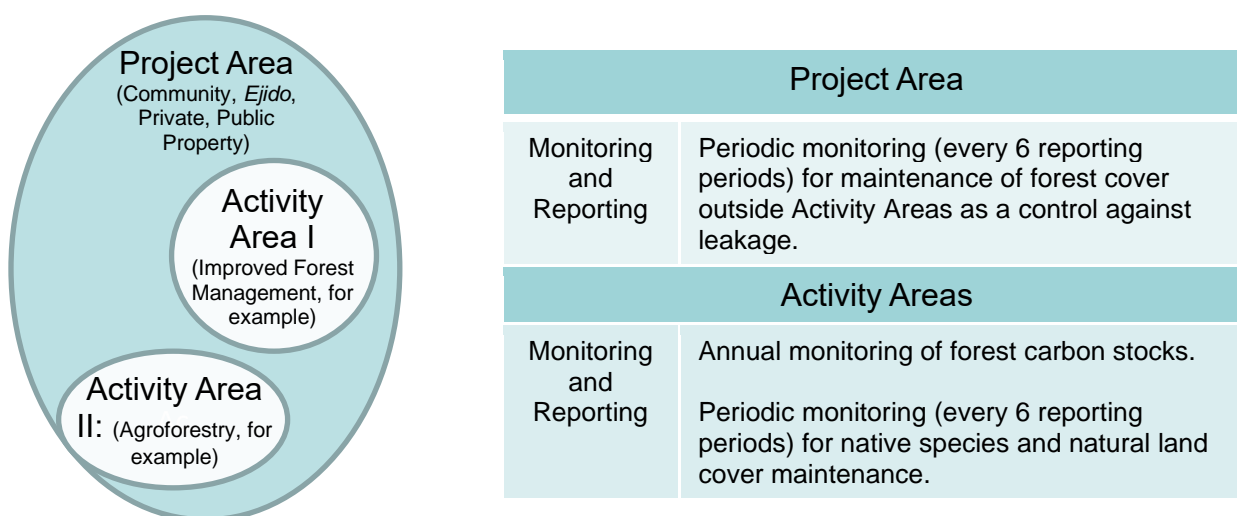 Project Area
(Community, Ejido,
Private, Public
Property)
Activity
Area I
(Improved Forest
Management, for
example)
Activity Area
II: (Agroforestry, for
example)
Project Area
Monitoring
and
Reporting
Periodic monitoring (every 6 reporting
periods) for maintenance of forest cover
outside Activity Areas as a control against
leakage.
Activity Areas
Monitoring
and
Reporting
Annual monitoring of forest carbon stocks.
Periodic monitoring (every 6 reporting
periods) for native species and natural land
cover maintenance.